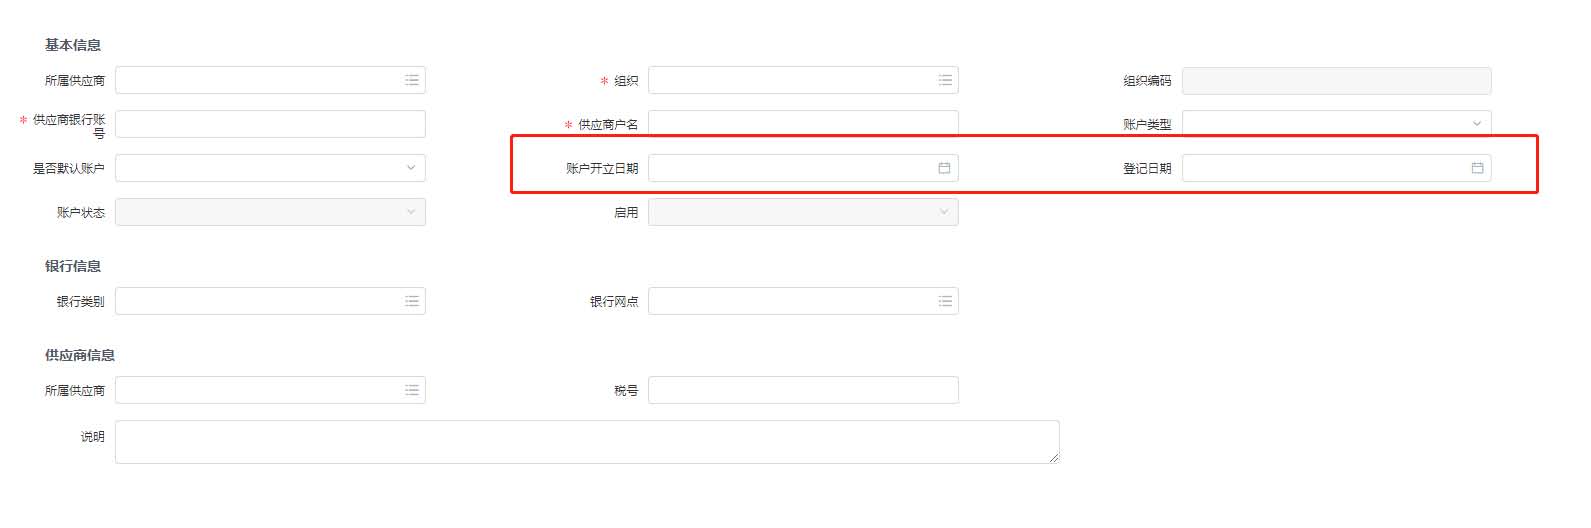 基本信息
所属供应商
* 组织
组织编码
* 供应商银行账
号
* 供应商户名
账户类型
是否默认账户
账户开立日期
登记日期
账户状态
启用
银行信息
银行类别
银行网点
供应商信息
所属供应商
税号
说明